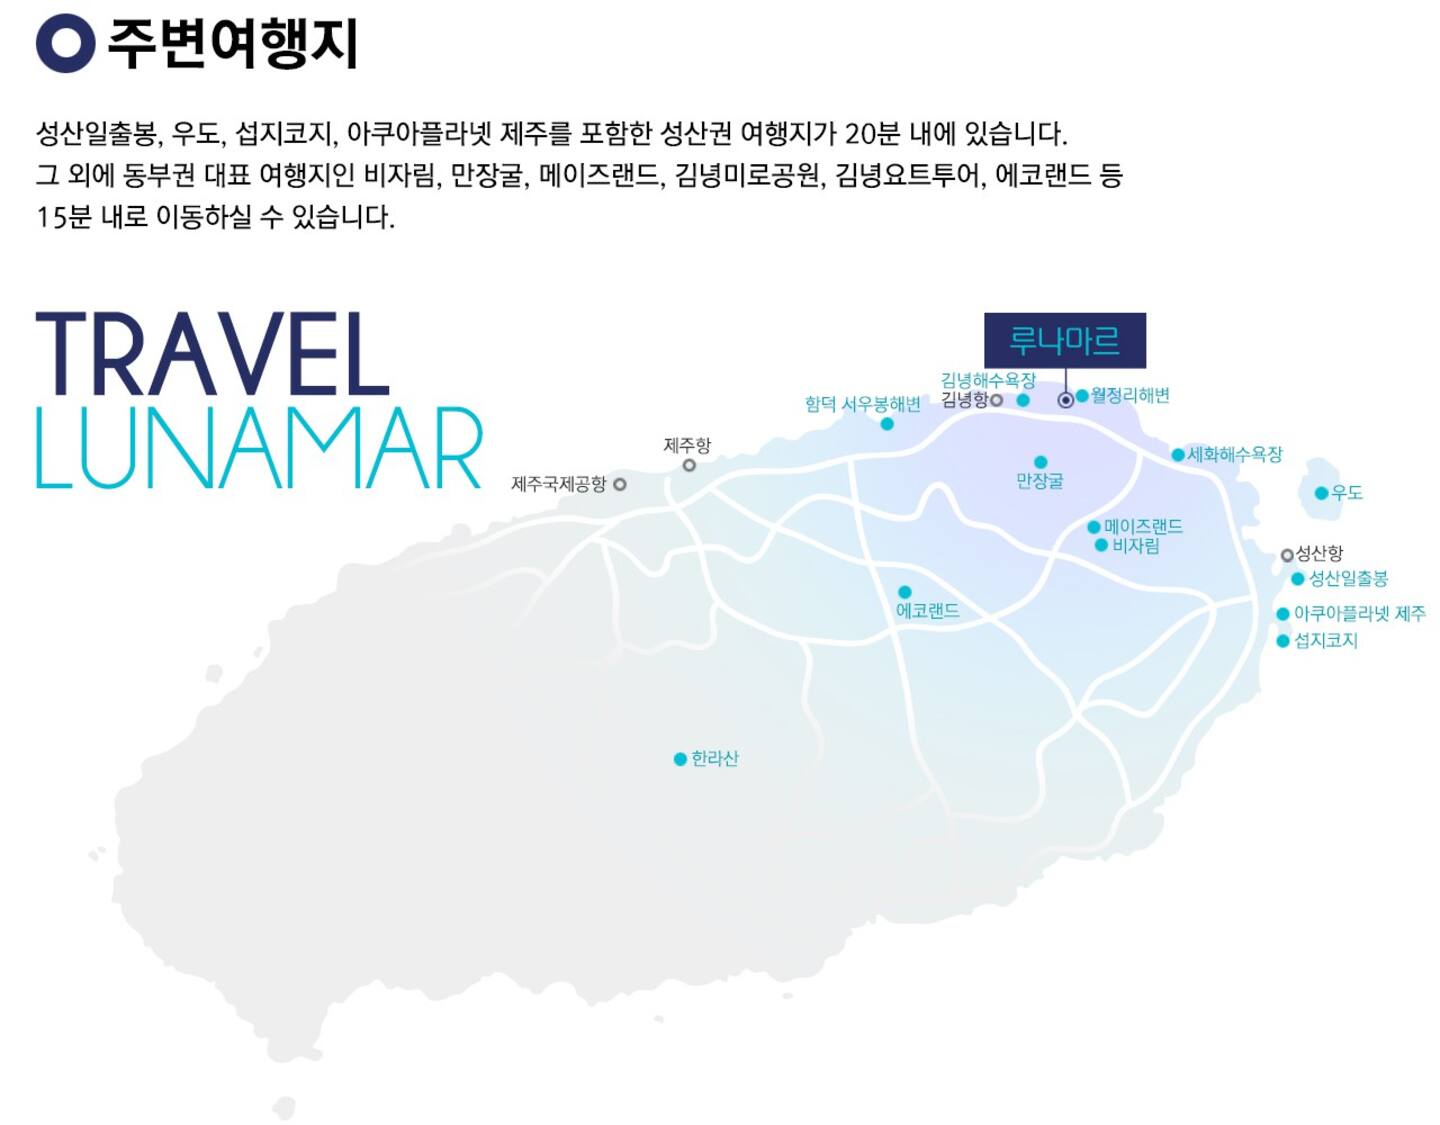 주변여행지
성산일출봉, 우도, 섭지코지, 아쿠아플라넷 제주를 포함한 성산권 여행지가 20분 내에 있습니다.
그 외에 동부권 대표 여행지인 비자림, 만장굴, 메이즈랜드, 김녕미로공원, 김녕요트투어, 에코랜드 등
15분 내로 이동하실 수 있습니다.
TRAVEL
LUNAMAR
루나마르
김녕해수욕장
김녕항
월정리해변
함덕 서우봉해변
제주항
제주국제공항
세화해수욕장
만장굴
우도
메이즈랜드
비자림
성산항
성산일출봉
에코랜드
아쿠아플라넷 제주
섭지코지
한라산